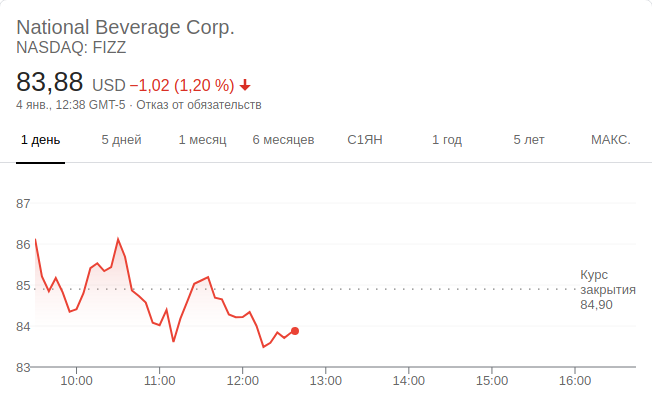 National Beverage Corp.
NASDAQ: FIZZ
83,88 USD −1,02 (1,20 %)
4 янв., 12:38 GMT-5 · Отказ от обязательств
1 день 5 дней 1 месяц 6 месяцев С1ЯН 1 год 5 лет МАКС.
87
86
85
84
83
Курс
закрытия
84,90
10:00 11:00 12:00 13:00 14:00 15:00 16:00